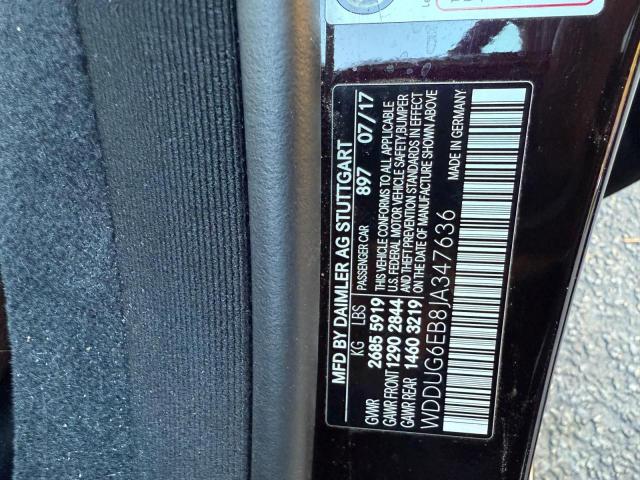 MFD BY DAIMLER AG STUTTGART
KG LBS PASSENGER CAR 897 07/17
GVWR 2685 5919 THIS VEHICLE CONFORMS TO ALL APPLICABLE
GAWR FRONT 1290 2844 U.S. FEDERAL MOTOR VEHICLE SAFETY, BUMPER
GAWR REAR 1460 3219 AND THEFT PREVENTION STANDARDS IN EFFECT
ON THE DATE OF MANUFACTURE SHOWN ABOVE
WDDUG6EB8JA347636 MADE IN GERMANY